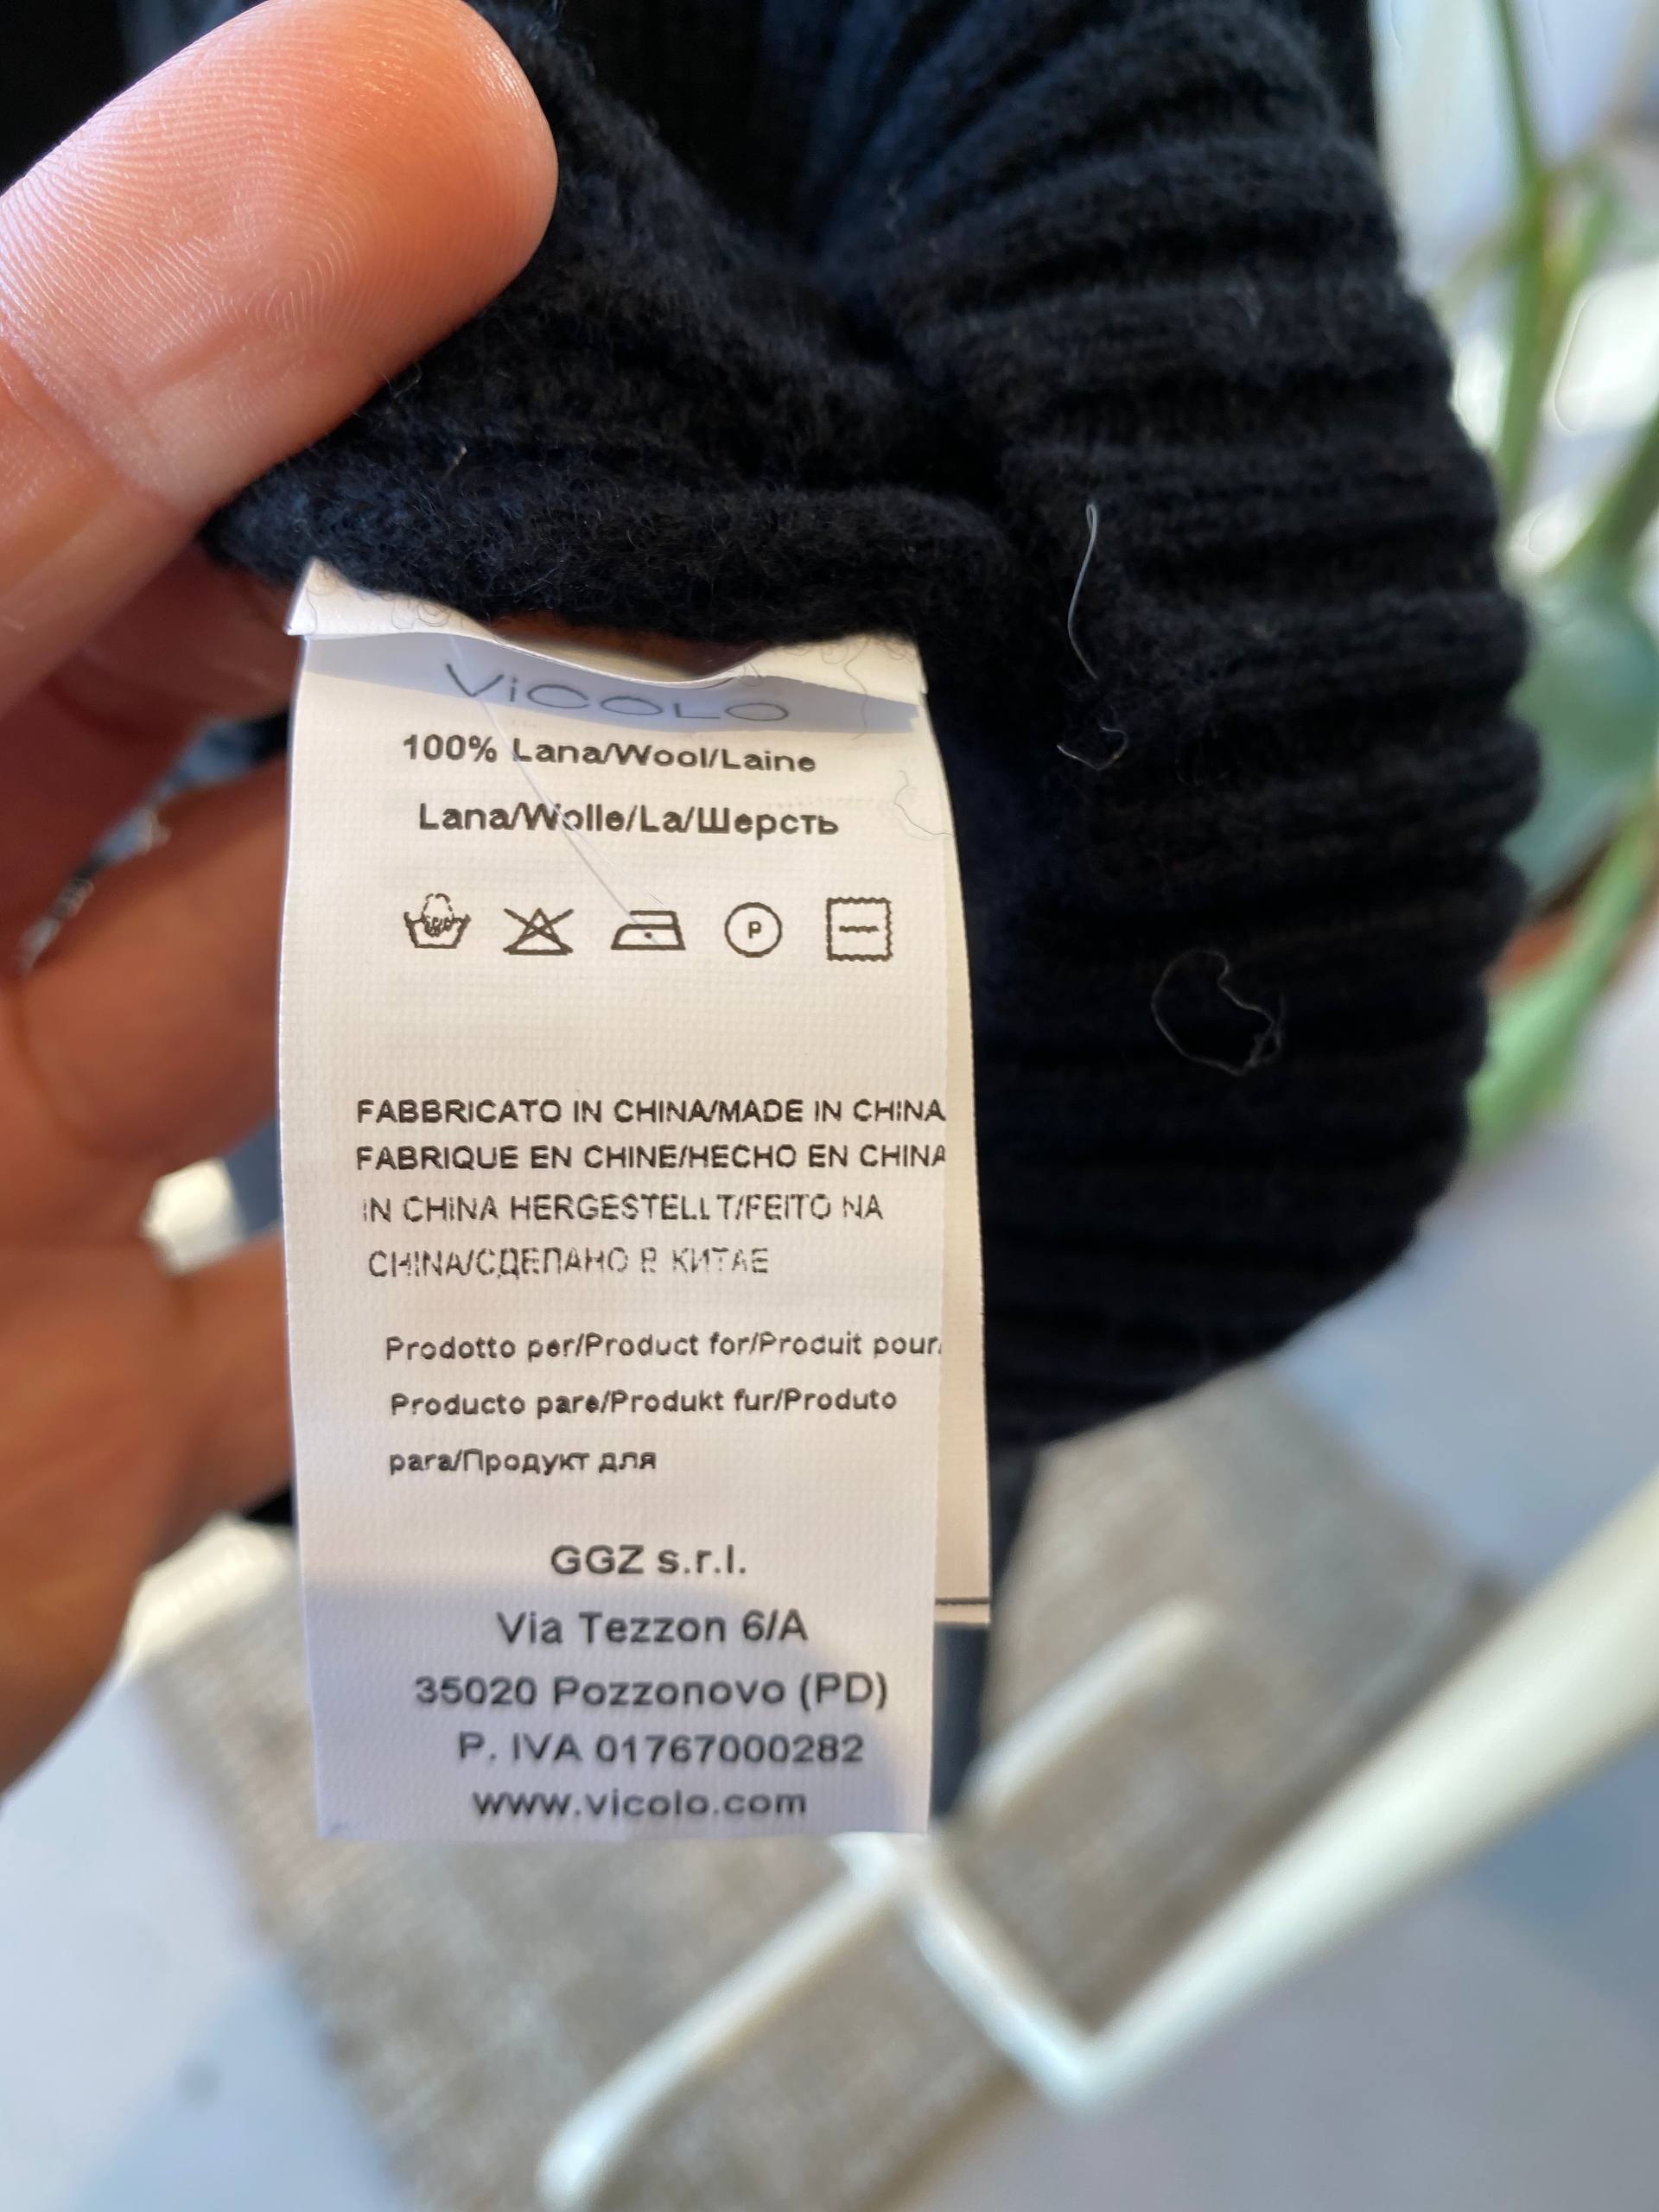 ViCOLO
100% Lana/Wool/Laine
Lana/Wolle/La/Шерсть
P
FABBRICATO IN CHINA/MADE IN CHINA
FABRIQUE EN CHINE/HECHO EN CHINA
IN CHINA HERGESTELLT/FEITO NA
CHINA/СДЕПАНО В КИТАЕ
Prodotto per/Product for/Produit pour/
Producto para/Produkt fur/Produto
para/Продукт для
GGZ s.r.l.
Via Tezzon 6/A
35020 Pozzonovo (PD)
P. IVA 01767000282
www.vicolo.com